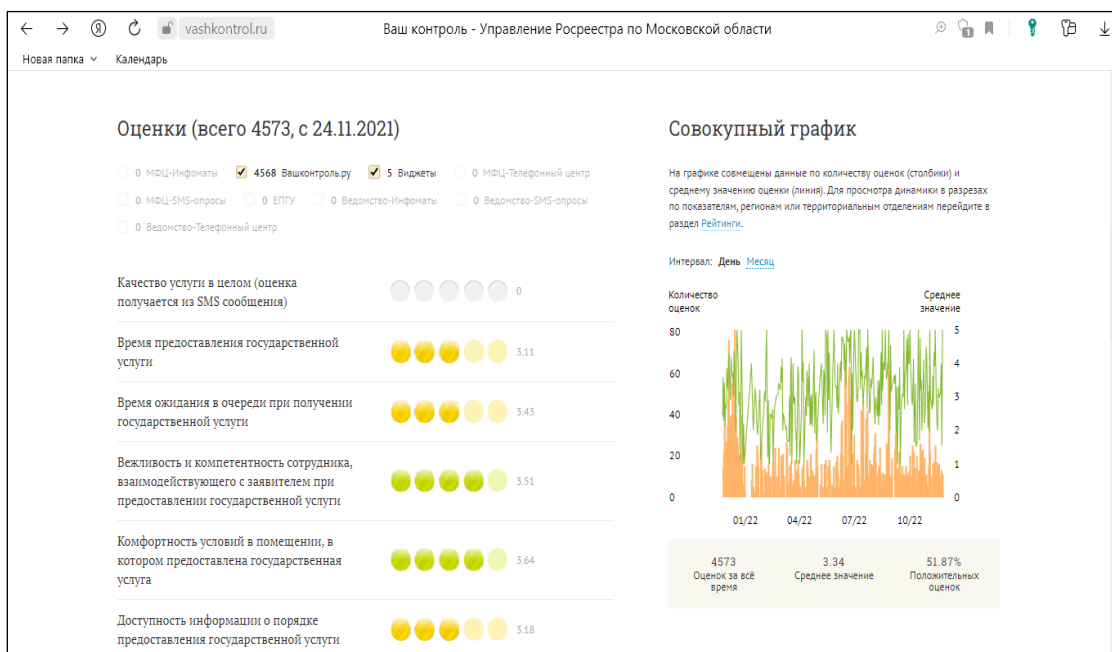 vashkontrol.ru
Ваш контроль - Управление Росреестра по Московской области
1
Новая папка
Календарь
Оценки (всего 4573, с 24.11.2021)
0 МФЦ-Инфоматы
4568 Вашконтроль.ру
5 Виджеты
0 МФЦ-Телефонный центр
0 МФЦ-SMS-опросы
0 ЕПГУ
0 Ведомство-Инфоматы
0 Ведомство-SMS-опросы
0 Ведомство-Телефонный центр
Качество услуги в целом (оценка
получается из SMS сообщения)
0
Время предоставления государственной
услуги
3.11
Время ожидания в очереди при получении
государственной услуги
3.43
Вежливость и компетентность сотрудника,
взаимодействующего с заявителем при
предоставлении государственной услуги
3.51
Комфортность условий в помещении, в
котором предоставлена государственная
услуга
3.64
Доступность информации о порядке
предоставления государственной услуги
3.18
Совокупный график
На графике совмещены данные по количеству оценок (столбики) и
среднему значению оценки (линия). Для просмотра динамики в разрезах
по показателям, регионам или территориальным отделениям перейдите в
раздел Рейтинги.
Интервал: День Месяц
Количество
оценок
Среднее
значение
80
60
40
20
0
5
4
3
2
1
0
01/22
04/22
07/22
10/22
4573
Оценок за всё
время
3.34
Среднее значение
51.87%
Положительных
оценок